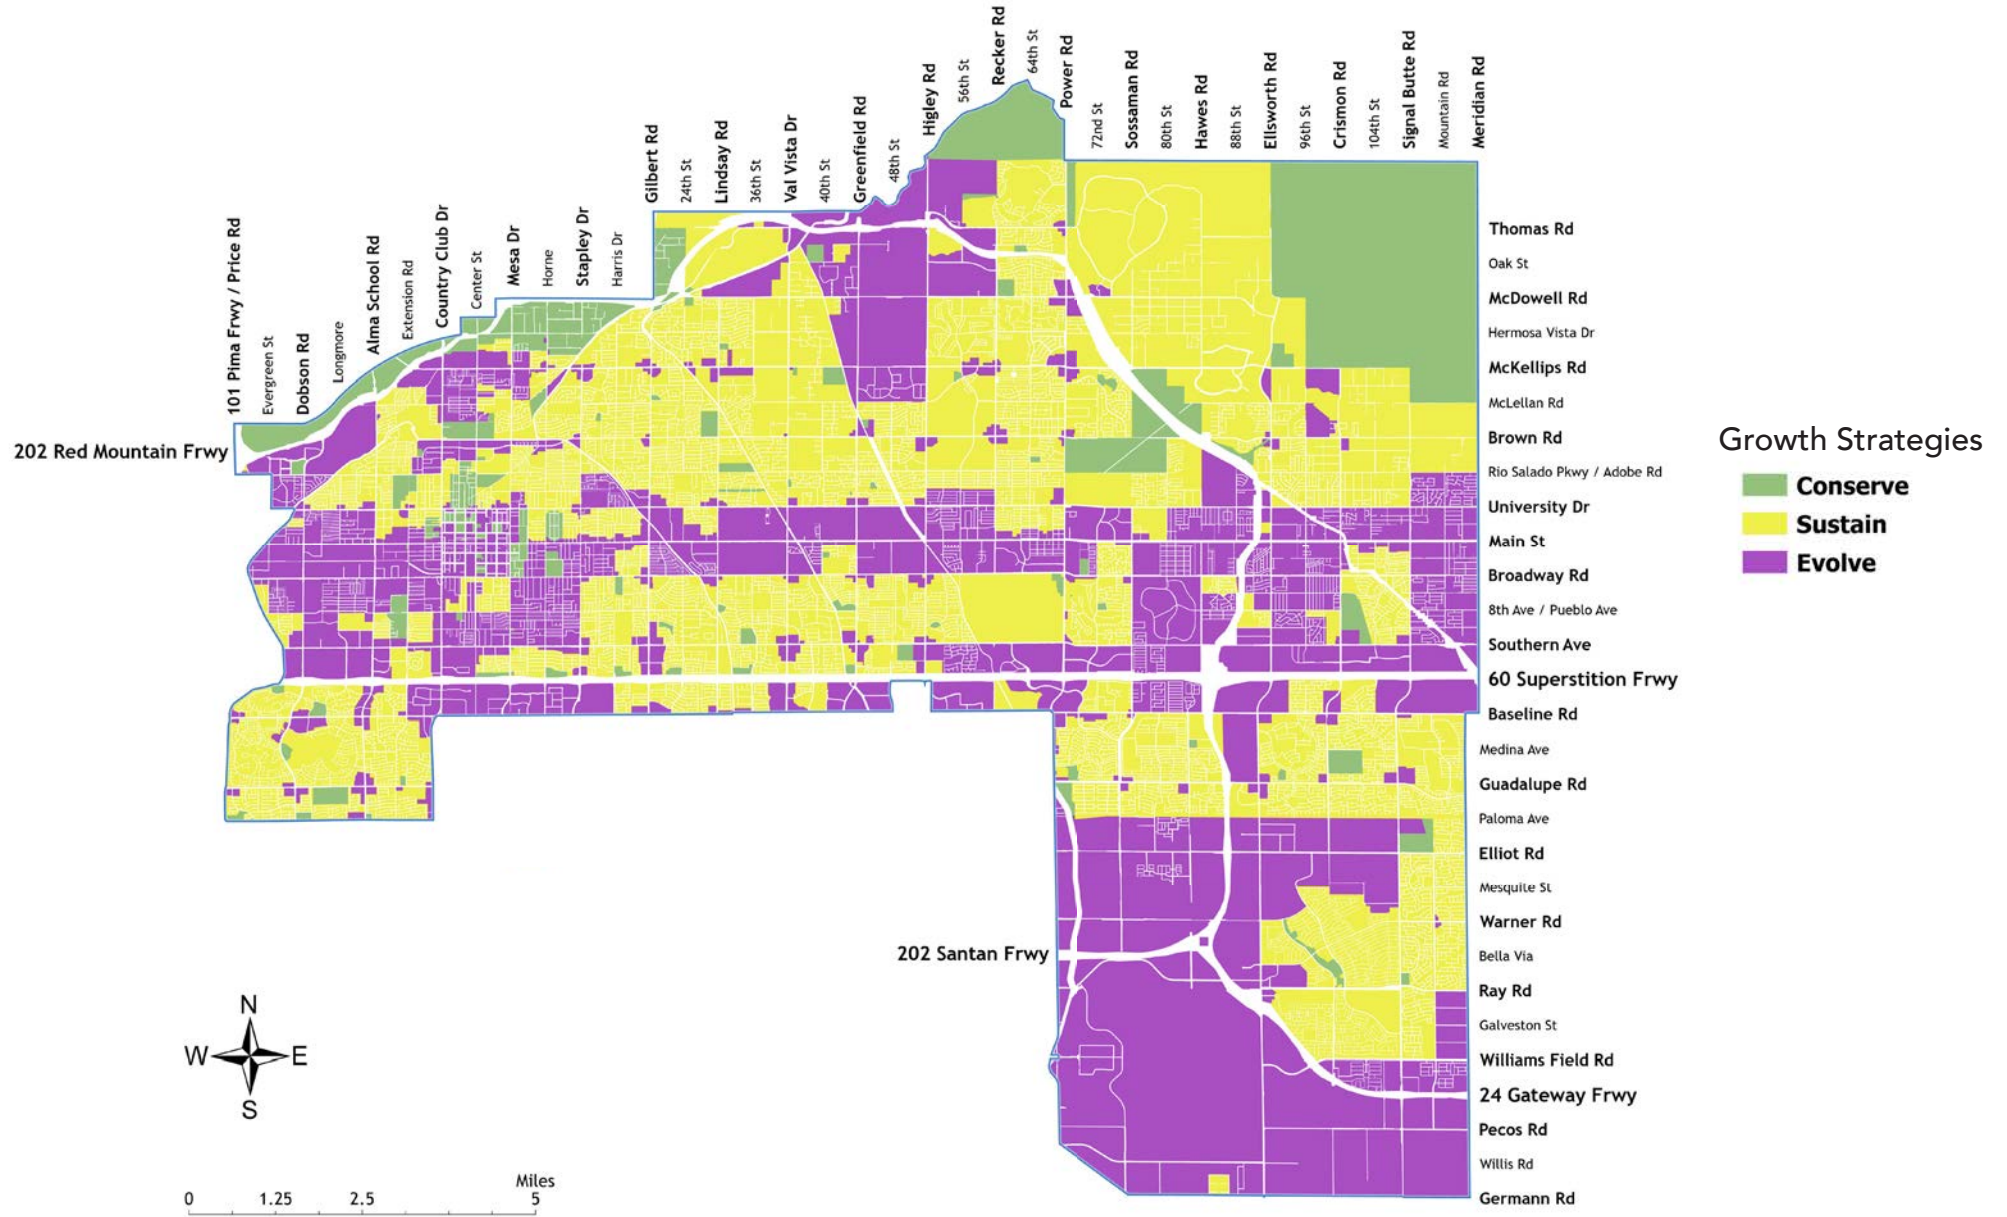 101 Pima Frwy / Price Rd
Evergreen St
Dobson Rd
Longmore
Alma School Rd
Extension Rd
Country Club Dr
Center St
Mesa Dr
Horne
Stapley Dr
Harris Dr
Gilbert Rd
24th St
Lindsay Rd
36th St
Val Vista Dr
40th St
Greenfield Rd
48th St
Higley Rd
56th St
Recker Rd
64th St
Power Rd
72nd St
Sossaman Rd
80th St
Hawes Rd
88th St
Ellsworth Rd
96th St
Crismon Rd
104th St
Signal Butte Rd
Mountain Rd
Meridian Rd
202 Red Mountain Frwy
Thomas Rd
Oak St
McDowell Rd
Hermosa Vista Dr
McKellips Rd
McLellan Rd
Brown Rd
Rio Salado Pkwy / Adobe Rd
University Dr
Main St
Broadway Rd
8th Ave / Pueblo Ave
Southern Ave
60 Superstition Frwy
Baseline Rd
Medina Ave
Guadalupe Rd
Paloma Ave
Elliot Rd
Mesquite St
Warner Rd
Bella Via
Ray Rd
Galveston St
Williams Field Rd
24 Gateway Frwy
Pecos Rd
Willis Rd
Germann Rd
202 Santan Frwy
Growth Strategies
Conserve
Sustain
Evolve
N
W E
S
Miles
0 1.25 2.5 5